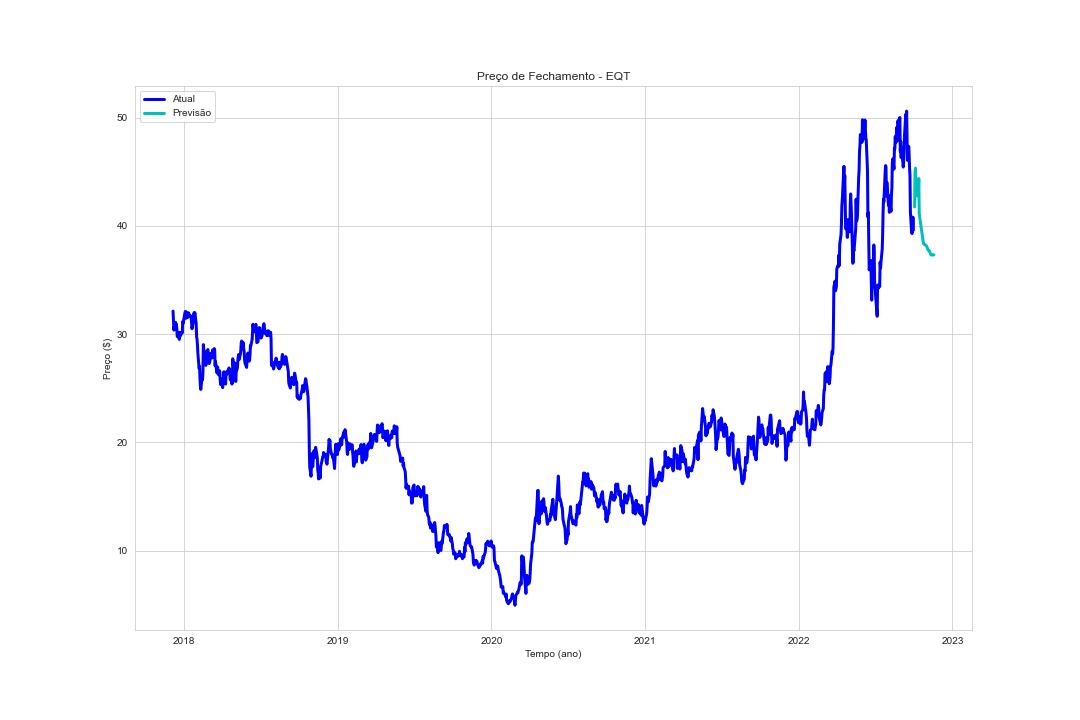 Preço de Fechamento - EQT
Atual
Previsão
50
40
30
20
10
Preço ($)
2018 2019 2020 2021 2022 2023
Tempo (ano)